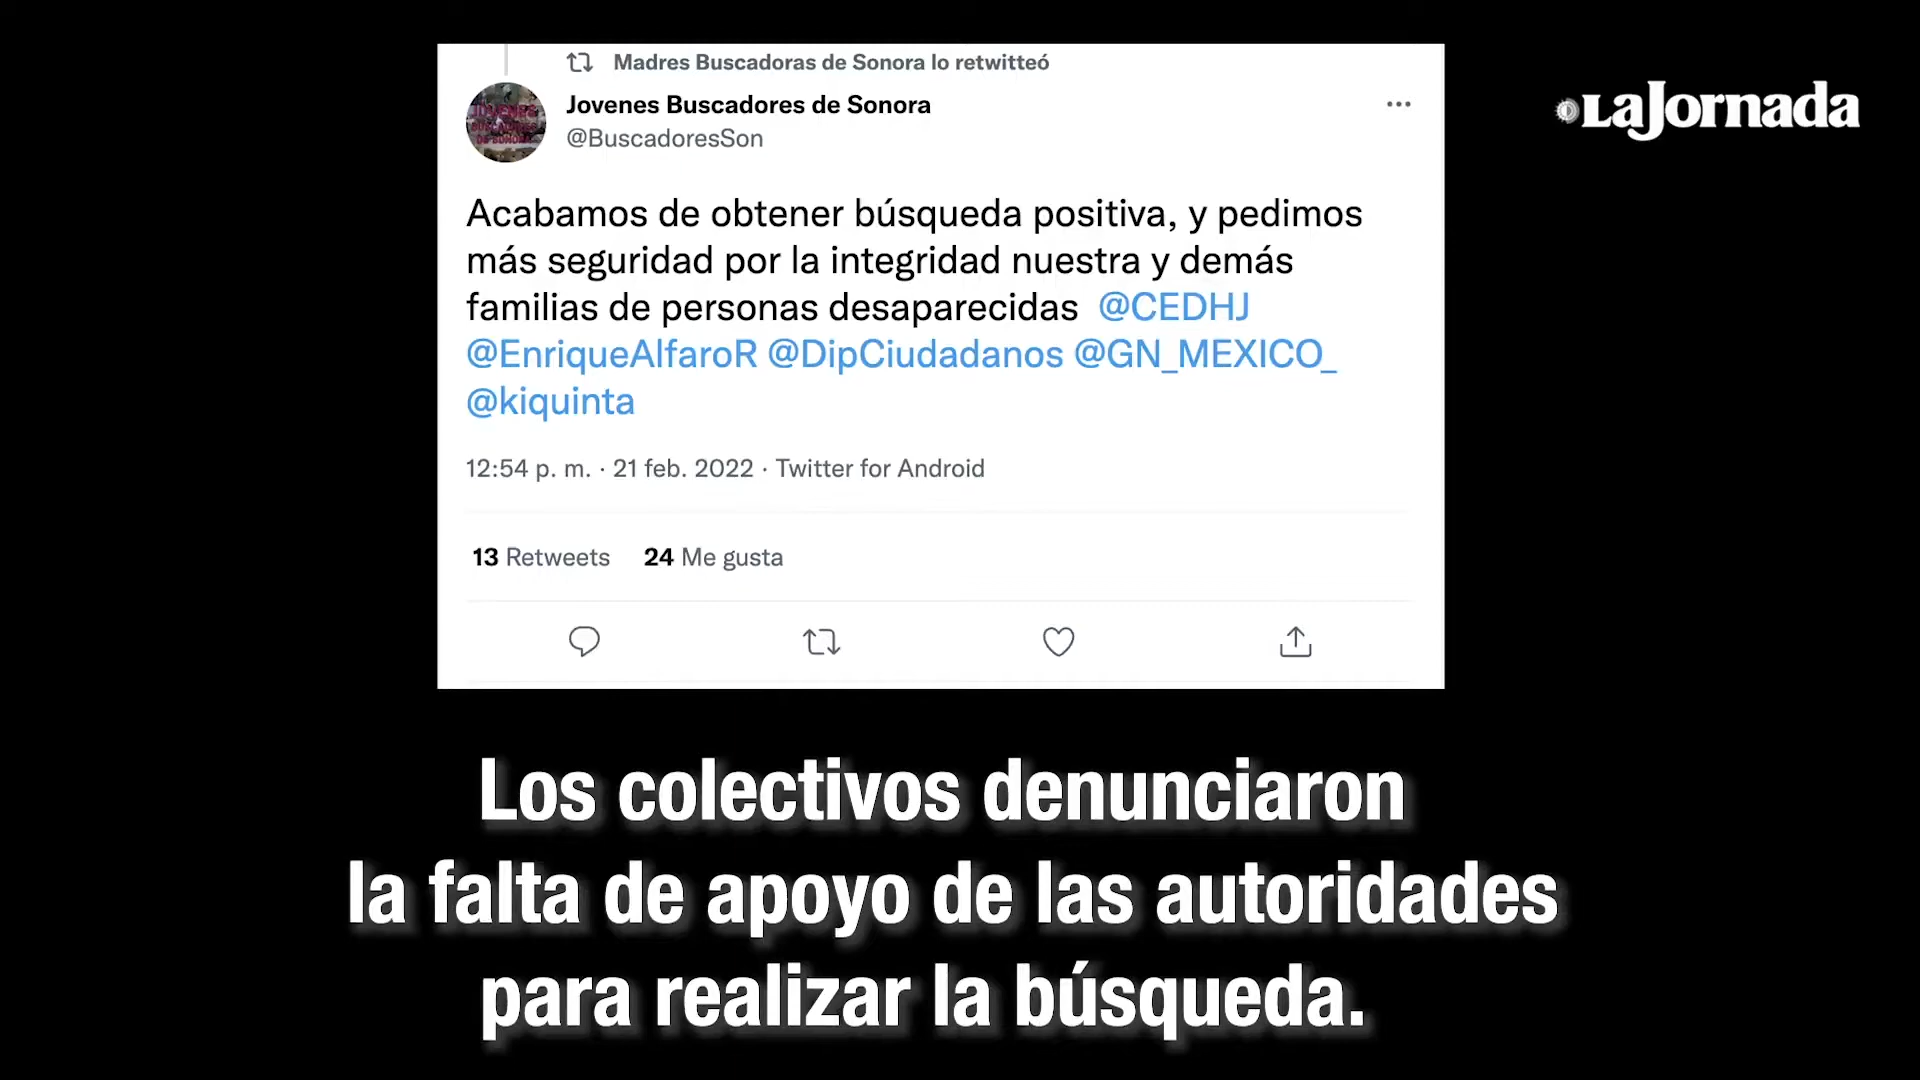 Madres Buscadoras de Sonora lo retwitteó
Jovenes Buscadores de Sonora
@BuscadoresSon
LaJornada
Acabamos de obtener búsqueda positiva, y pedimos
más seguridad por la integridad nuestra y demás
familias de personas desaparecidas @CEDHJ
@EnriqueAlfaroR @DipCiudadanos @GN_MEXICO_
@kiquinta
12:54 p. m. · 21 feb. 2022 · Twitter for Android
13 Retweets 24 Me gusta
Los colectivos denunciaron
la falta de apoyo de las autoridades
para realizar la búsqueda.